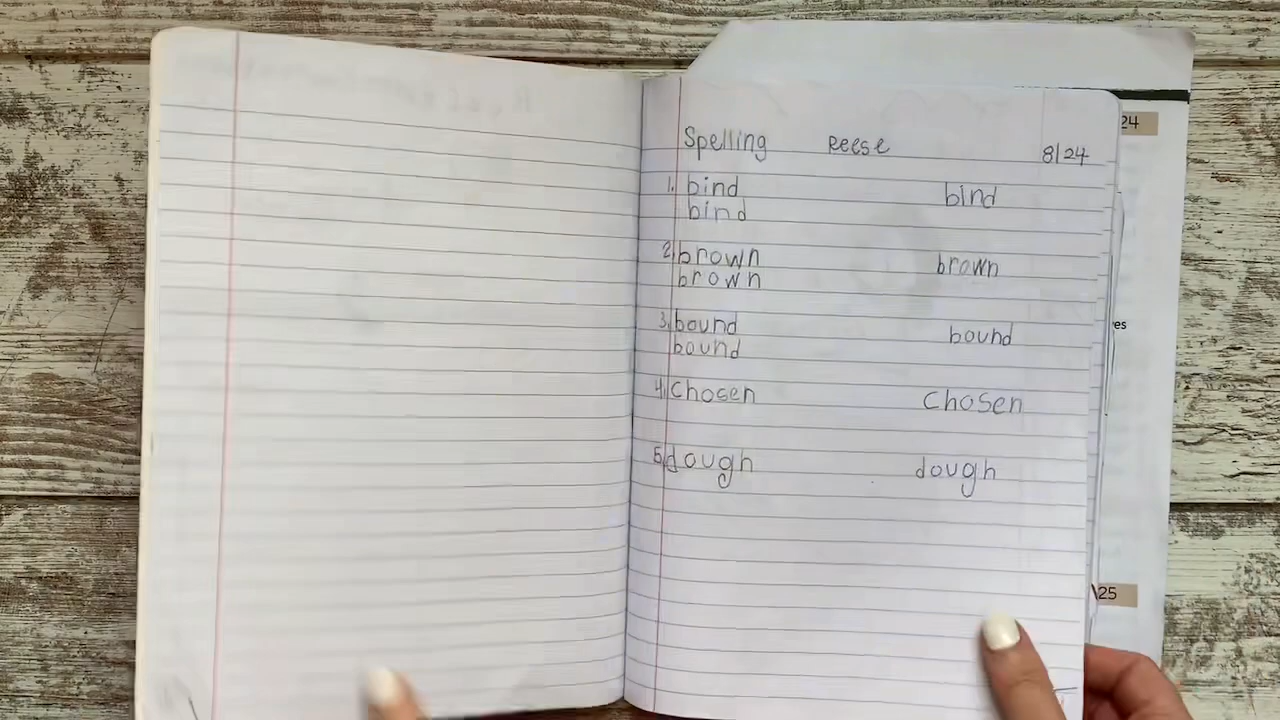 Spelling Reese 8/24
1. bind bind
bind
2. brown brown
brown
3. bound bound
bound
4. Chosen Chosen
5. dough dough
24
es
25